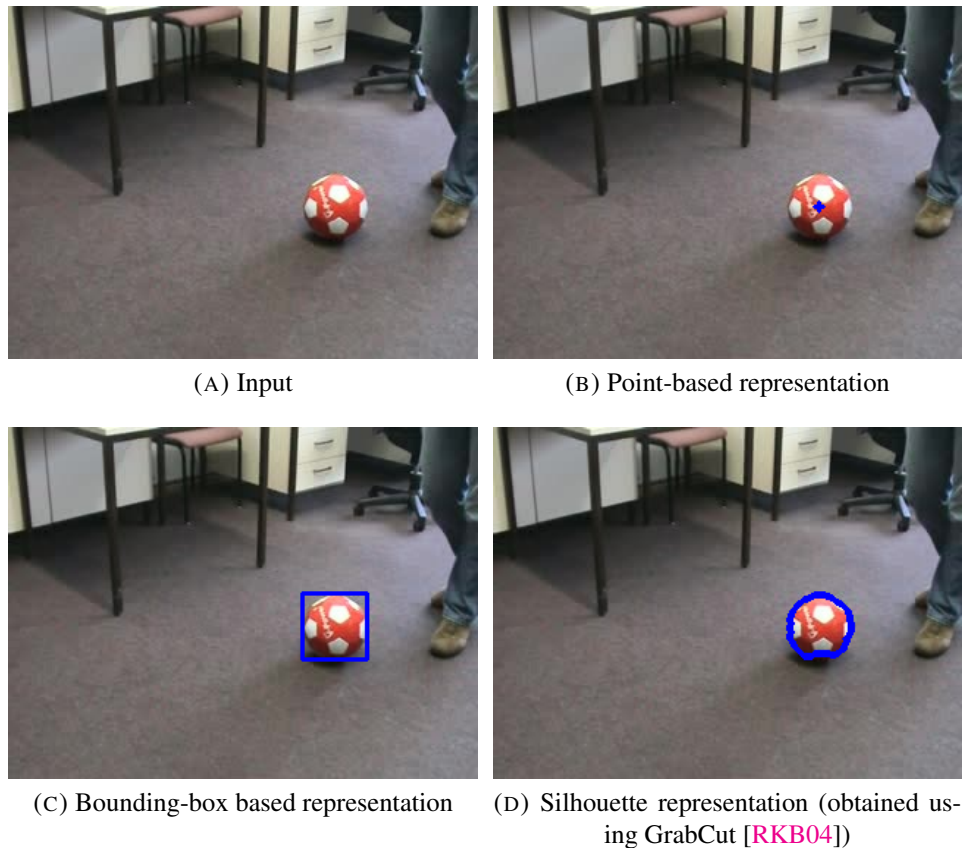 (A) Input
(B) Point-based representation
(C) Bounding-box based representation
(D) Silhouette representation (obtained us-
ing GrabCut [RKB04])